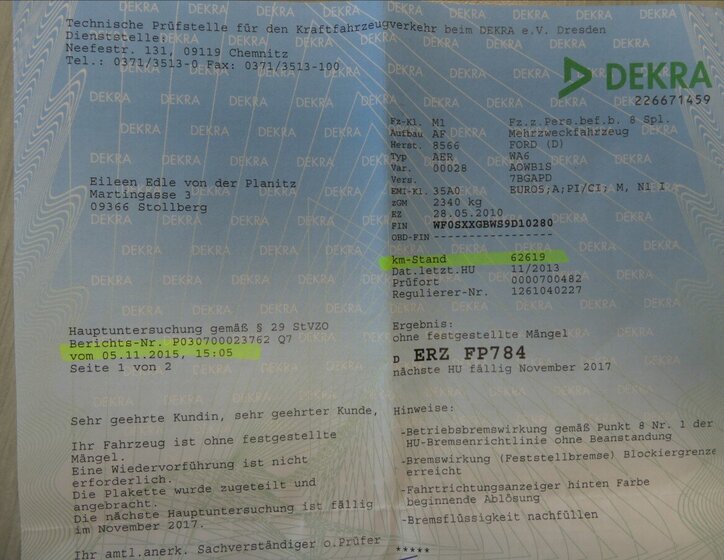 Technische Prüfstelle für den Kraftfahrzeugverkehr beim DEKRA e.V. Dresden
Dienststelle:
Neefestr. 131, 09119 Chemnitz
Tel.: 0371/3513-0 Fax: 0371/3513-100
DEKRA
226671459
Eileen Edle von der Planitz
Martingasse 3
09366 Stollberg
Fz-Kl. M1 Fz.z.Pers.bef.b. 8 Spl.
Aufbau AF Mehrzweckfahrzeug
Herst. 8566 FORD (D)
Typ AER WA6
Var. 00028 AOWB1S
Vers. 7BGAPD
EMI-Kl. 35A0 EURO5;A;PI/CI; M, N1 I
zGM 2340 kg
EZ 28.05.2010
FIN WF0SXXGBWS9D10280
OBD-FIN -----------------
km-Stand 62619
Dat.letzt.HU 11/2013
Prüfort 0000700482
Regulierer-Nr. 1261040227
Hauptuntersuchung gemäß § 29 StVZO
Berichts-Nr. P030700023762 Q7
vom 05.11.2015, 15:05
Seite 1 von 2
Ergebnis:
ohne festgestellte Mängel
D ERZ FP784
nächste HU fällig November 2017
Sehr geehrte Kundin, sehr geehrter Kunde,
Ihr Fahrzeug ist ohne festgestellte
Mängel.
Eine Wiedervorführung ist nicht
erforderlich.
Die Plakette wurde zugeteilt und
angebracht.
Die nächste Hauptuntersuchung ist fällig
im November 2017.
Ihr amtl.anerk. Sachverständiger o.Prüfer
Hinweise:
-Betriebsbremswirkung gemäß Punkt 8 Nr. 1 der
HU-Bremsenrichtlinie ohne Beanstandung
-Bremswirkung (Feststellbremse) Blockiergrenze
erreicht
-Fahrtrichtungsanzeiger hinten Farbe
beginnende Ablösung
-Bremsflüssigkeit nachfüllen
*****